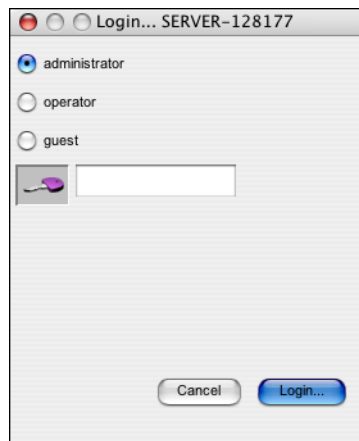 Login... SERVER-128177
administrator
operator
guest
Cancel
Login...